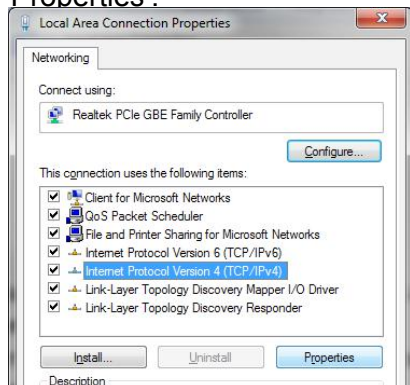 Properties .
Local Area Connection Properties
Networking
Connect using:
Realtek PCIe GBE Family Controller
Configure...
This connection uses the following items:
Client for Microsoft Networks
QoS Packet Scheduler
File and Printer Sharing for Microsoft Networks
Internet Protocol Version 6 (TCP/IPv6)
Internet Protocol Version 4 (TCP/IPv4)
Link-Layer Topology Discovery Mapper I/O Driver
Link-Layer Topology Discovery Responder
Install... Uninstall Properties
Description